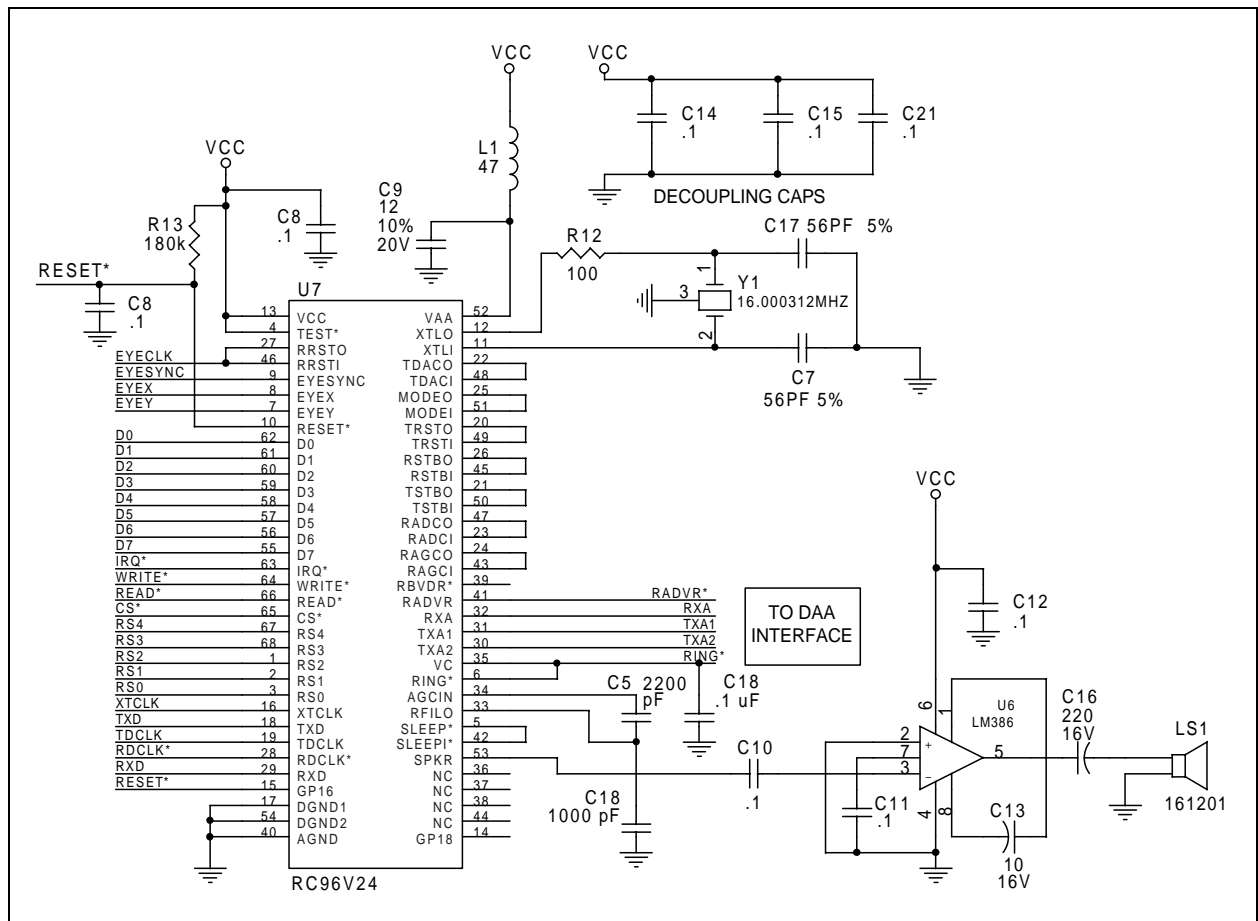 VCC
VCC
C14
.1
C15
.1
C21
.1
L1
47
DECOUPLING CAPS
VCC
C9
12
10%
20V
R13
180k
C8
.1
C17 56PF 5%
R12
100
1
Y1
3
16.000312MHZ
2
C7
56PF 5%
RESET*
C8
.1
U7
13 VCC VAA 52
4 TEST* XTLO 12
27 RRSTO XTLI 11
EYECLK 46 RRSTI TDACO 22
EYESYNC 9 EYESYNC TDACI 48
EYEX 8 EYEX MODEO 25
EYEY 7 EYEY MODEI 51
10 RESET* TRSTO 20
D0 62 D0 TRSTI 49
D1 61 D1 RSTBO 26
D2 60 D2 RSTBI 45
D3 59 D3 TSTBO 21
D4 58 D4 TSTBI 50
D5 57 D5 RADCO 47
D6 56 D6 RADCI 23
D7 55 D7 RAGCO 24
IRQ* 63 IRQ* RAGCI 43
WRITE* 64 WRITE* RBVDR* 39
READ* 66 READ* RADVR 41 RADVR*
CS* 65 CS* RXA 32 RXA
RS4 67 RS4 TXA1 31 TXA1
RS3 68 RS3 TXA2 30 TXA2
RS2 1 RS2 VC 35 RING*
RS1 2 RS1 RING* 6
RS0 3 RS0 AGCIN 34
XTCLK 16 XTCLK RFILO 33
TXD 18 TXD SLEEP* 5
TDCLK 19 TDCLK SLEEPI* 42
RDCLK* 28 RDCLK* SPKR 53
RXD 29 RXD NC 36
RESET* 15 GP16 NC 37
17 DGND1 NC 38
54 DGND2 NC 44
40 AGND GP18 14
RC96V24
TO DAA
INTERFACE
C5 2200
pF
C18
.1 uF
C18
1000 pF
C10
.1
VCC
C12
.1
6
1
U6
LM386
2
+
7
3
−
5
4
8
C11
.1
C13
10
16V
C16
220
16V
LS1
161201